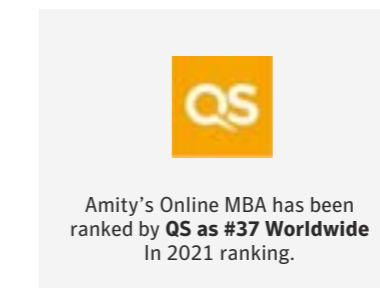 QS
Amity's Online MBA has been
ranked by QS as #37 Worldwide
In 2021 ranking.